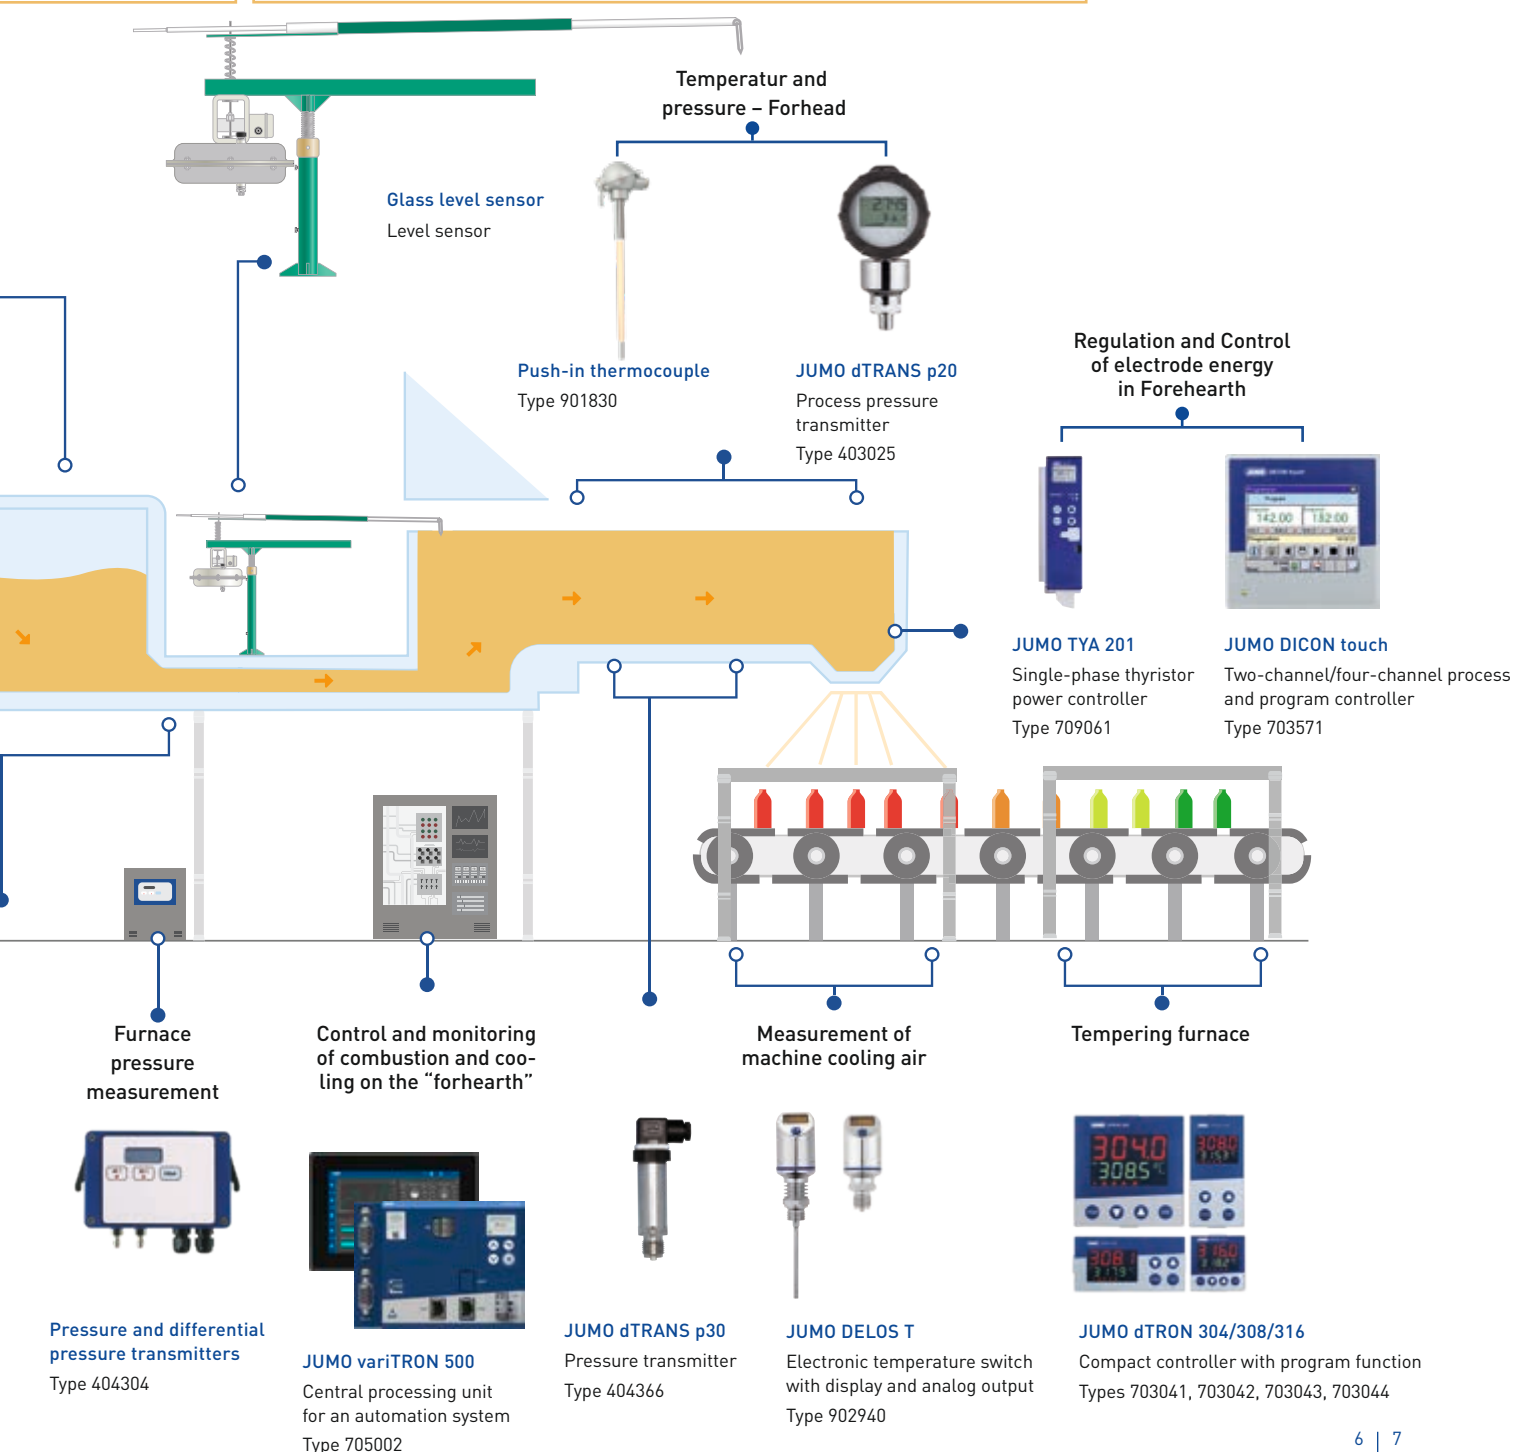 Temperatur and
pressure – Forhead
Glass level sensor
Level sensor
Push-in thermocouple
Type 901830
JUMO dTRANS p20
Process pressure
transmitter
Type 403025
Regulation and Control
of electrode energy
in Forehearth
JUMO TYA 201
Single-phase thyristor
power controller
Type 709061
JUMO DICON touch
Two-channel/four-channel process
and program controller
Type 703571
Furnace
pressure
measurement
Control and monitoring
of combustion and coo-
ling on the “forhearth”
Measurement of
machine cooling air
Tempering furnace
304.0
308.5
Pressure and differential
pressure transmitters
Type 404304
JUMO variTRON 500
Central processing unit
for an automation system
Type 705002
JUMO dTRANS p30
Pressure transmitter
Type 404366
JUMO DELOS T
Electronic temperature switch
with display and analog output
Type 902940
JUMO dTRON 304/308/316
Compact controller with program function
Types 703041, 703042, 703043, 703044
6 | 7